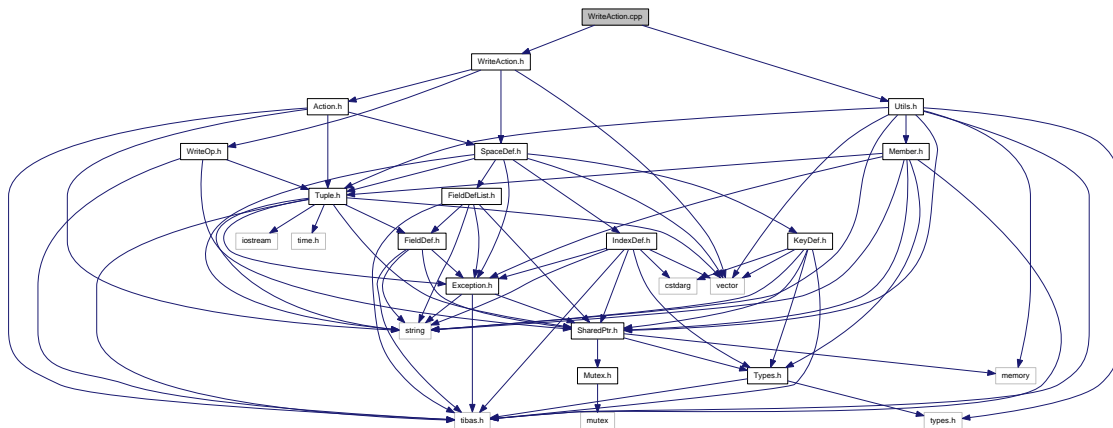 WriteAction.cpp
WriteAction.h
Action.h
Utils.h
WriteOp.h
SpaceDef.h
Member.h
Tuple.h
FieldDefList.h
iostream
time.h
FieldDef.h
IndexDef.h
KeyDef.h
Exception.h
cstdarg
vector
string
SharedPtr.h
Mutex.h
Types.h
memory
tibas.h
mutex
types.h